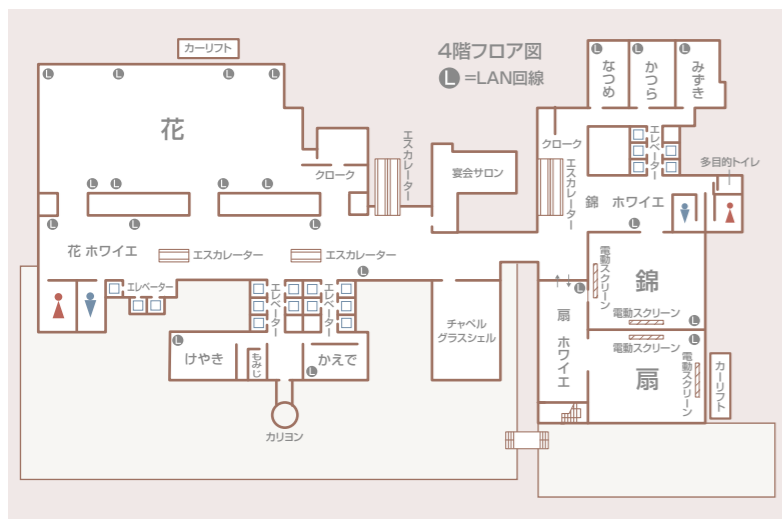 カーリフト
4階フロア図
L =LAN回線
なつめ
かつら
みずき
花
クローク
エスカレーター
宴会サロン
クローク
エスカレーター
エレベーター
多目的トイレ
錦 ホワイエ
花 ホワイエ
エスカレーター
エスカレーター
エレベーター
エレベーター
エレベーター
電動スクリーン
錦
電動スクリーン
扇 ホワイエ
チャペル
グラスシェル
けやき
もみじ
かえで
電動スクリーン
扇
電動スクリーン
カーリフト
カリヨン